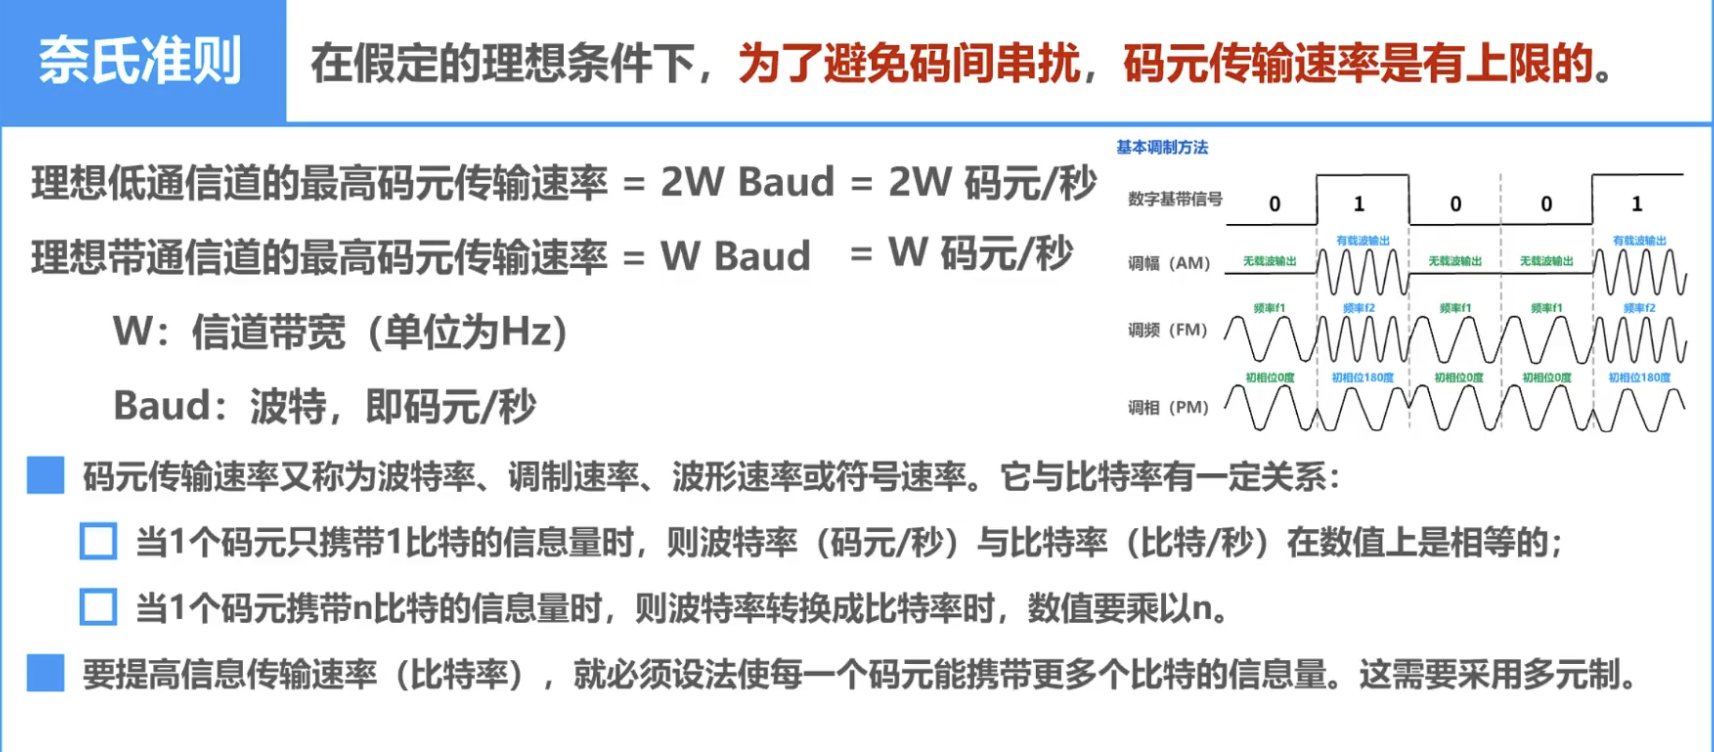 奈氏准则
在假定的理想条件下，为了避免码间串扰，码元传输速率是有上限的。
理想低通信道的最高码元传输速率 = 2W Baud = 2W 码元/秒
理想带通信道的最高码元传输速率 = W Baud = W 码元/秒
W：信道带宽（单位为Hz）
Baud：波特，即码元/秒
基本调制方法
数字基带信号 0 1 0 0 1
有载波输出 有载波输出
调幅（AM） 无载波输出 无载波输出 无载波输出
频率f1 频率f2 频率f1 频率f1 频率f2
调频（FM）
初相位0度 初相位180度 初相位0度 初相位0度 初相位180度
调相（PM）
码元传输速率又称为波特率、调制速率、波形速率或符号速率。它与比特率有一定关系：
当1个码元只携带1比特的信息量时，则波特率（码元/秒）与比特率（比特/秒）在数值上是相等的；
当1个码元携带n比特的信息量时，则波特率转换成比特率时，数值要乘以n。
要提高信息传输速率（比特率），就必须设法使每一个码元能携带更多个比特的信息量。这需要采用多元制。